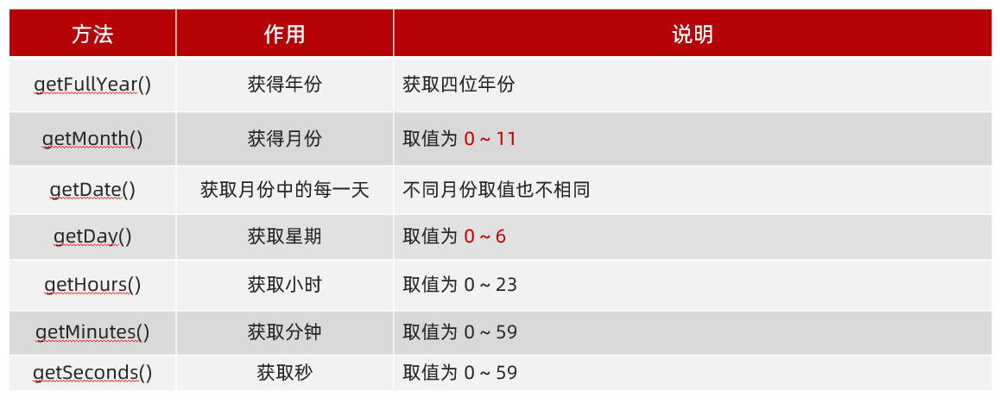 方法 作用 说明
getFullYear() 获得年份 获取四位年份
getMonth() 获得月份 取值为 0 ~ 11
getDate() 获取月份中的每一天 不同月份取值也不相同
getDay() 获取星期 取值为 0 ~ 6
getHours() 获取小时 取值为 0 ~ 23
getMinutes() 获取分钟 取值为 0 ~ 59
getSeconds() 获取秒 取值为 0 ~ 59